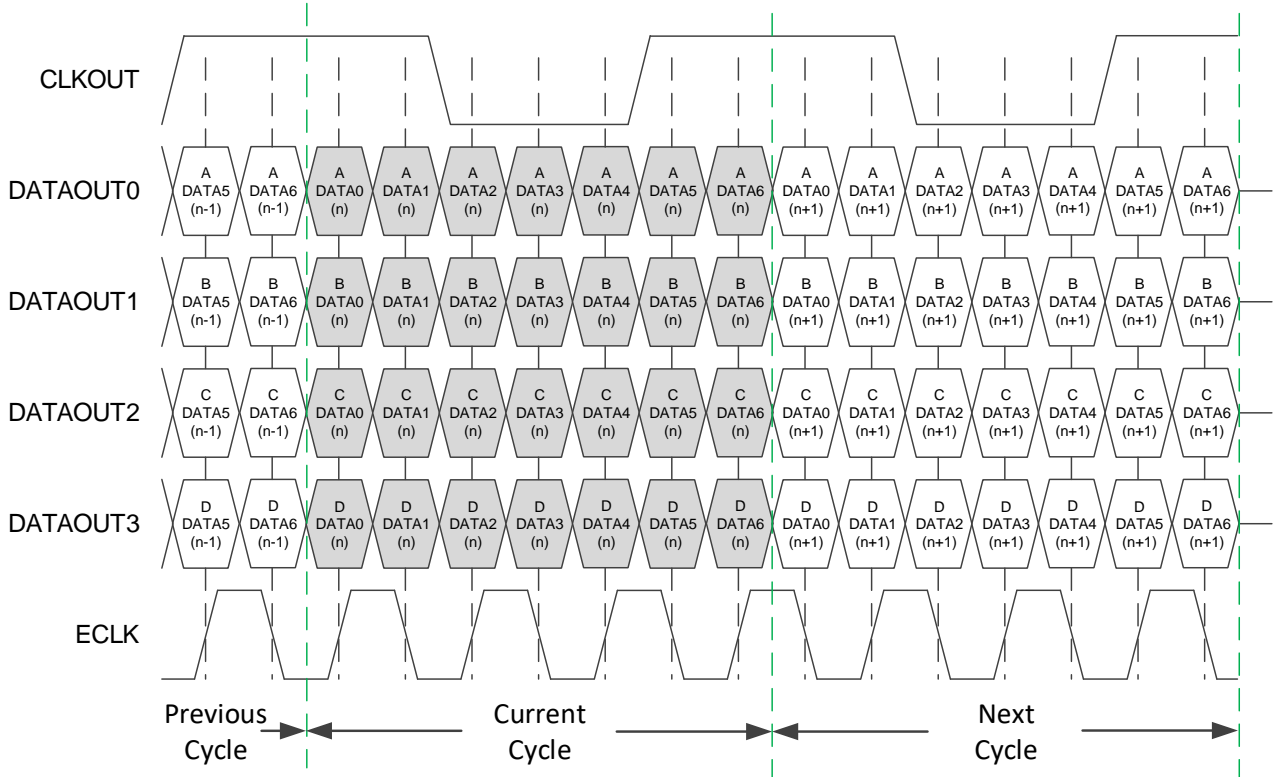 CLKOUT
DATAOUT0
A A A A A A A A A A A A A A A A
DATA5 DATA6 DATA0 DATA1 DATA2 DATA3 DATA4 DATA5 DATA6 DATA0 DATA1 DATA2 DATA3 DATA4 DATA5 DATA6
(n-1) (n-1) (n) (n) (n) (n) (n) (n) (n) (n+1) (n+1) (n+1) (n+1) (n+1) (n+1) (n+1)
DATAOUT1
B B B B B B B B B B B B B B B B
DATA5 DATA6 DATA0 DATA1 DATA2 DATA3 DATA4 DATA5 DATA6 DATA0 DATA1 DATA2 DATA3 DATA4 DATA5 DATA6
(n-1) (n-1) (n) (n) (n) (n) (n) (n) (n) (n+1) (n+1) (n+1) (n+1) (n+1) (n+1) (n+1)
DATAOUT2
C C C C C C C C C C C C C C C C
DATA5 DATA6 DATA0 DATA1 DATA2 DATA3 DATA4 DATA5 DATA6 DATA0 DATA1 DATA2 DATA3 DATA4 DATA5 DATA6
(n-1) (n-1) (n) (n) (n) (n) (n) (n) (n) (n+1) (n+1) (n+1) (n+1) (n+1) (n+1) (n+1)
DATAOUT3
D D D D D D D D D D D D D D D D
DATA5 DATA6 DATA0 DATA1 DATA2 DATA3 DATA4 DATA5 DATA6 DATA0 DATA1 DATA2 DATA3 DATA4 DATA5 DATA6
(n-1) (n-1) (n) (n) (n) (n) (n) (n) (n) (n+1) (n+1) (n+1) (n+1) (n+1) (n+1) (n+1)
ECLK
Previous
Cycle
Current
Cycle
Next
Cycle